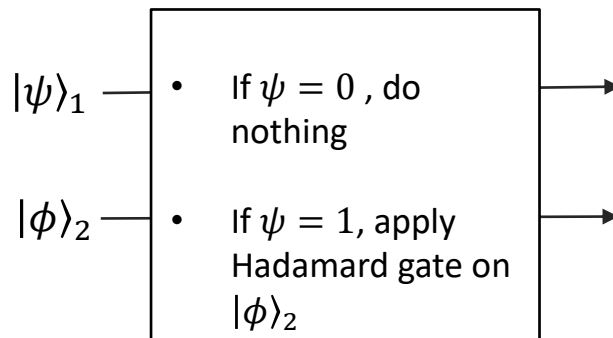 |ψ⟩₁
• If ψ = 0 , do
nothing
|ϕ⟩₂
• If ψ = 1, apply
Hadamard gate on
|ϕ⟩₂